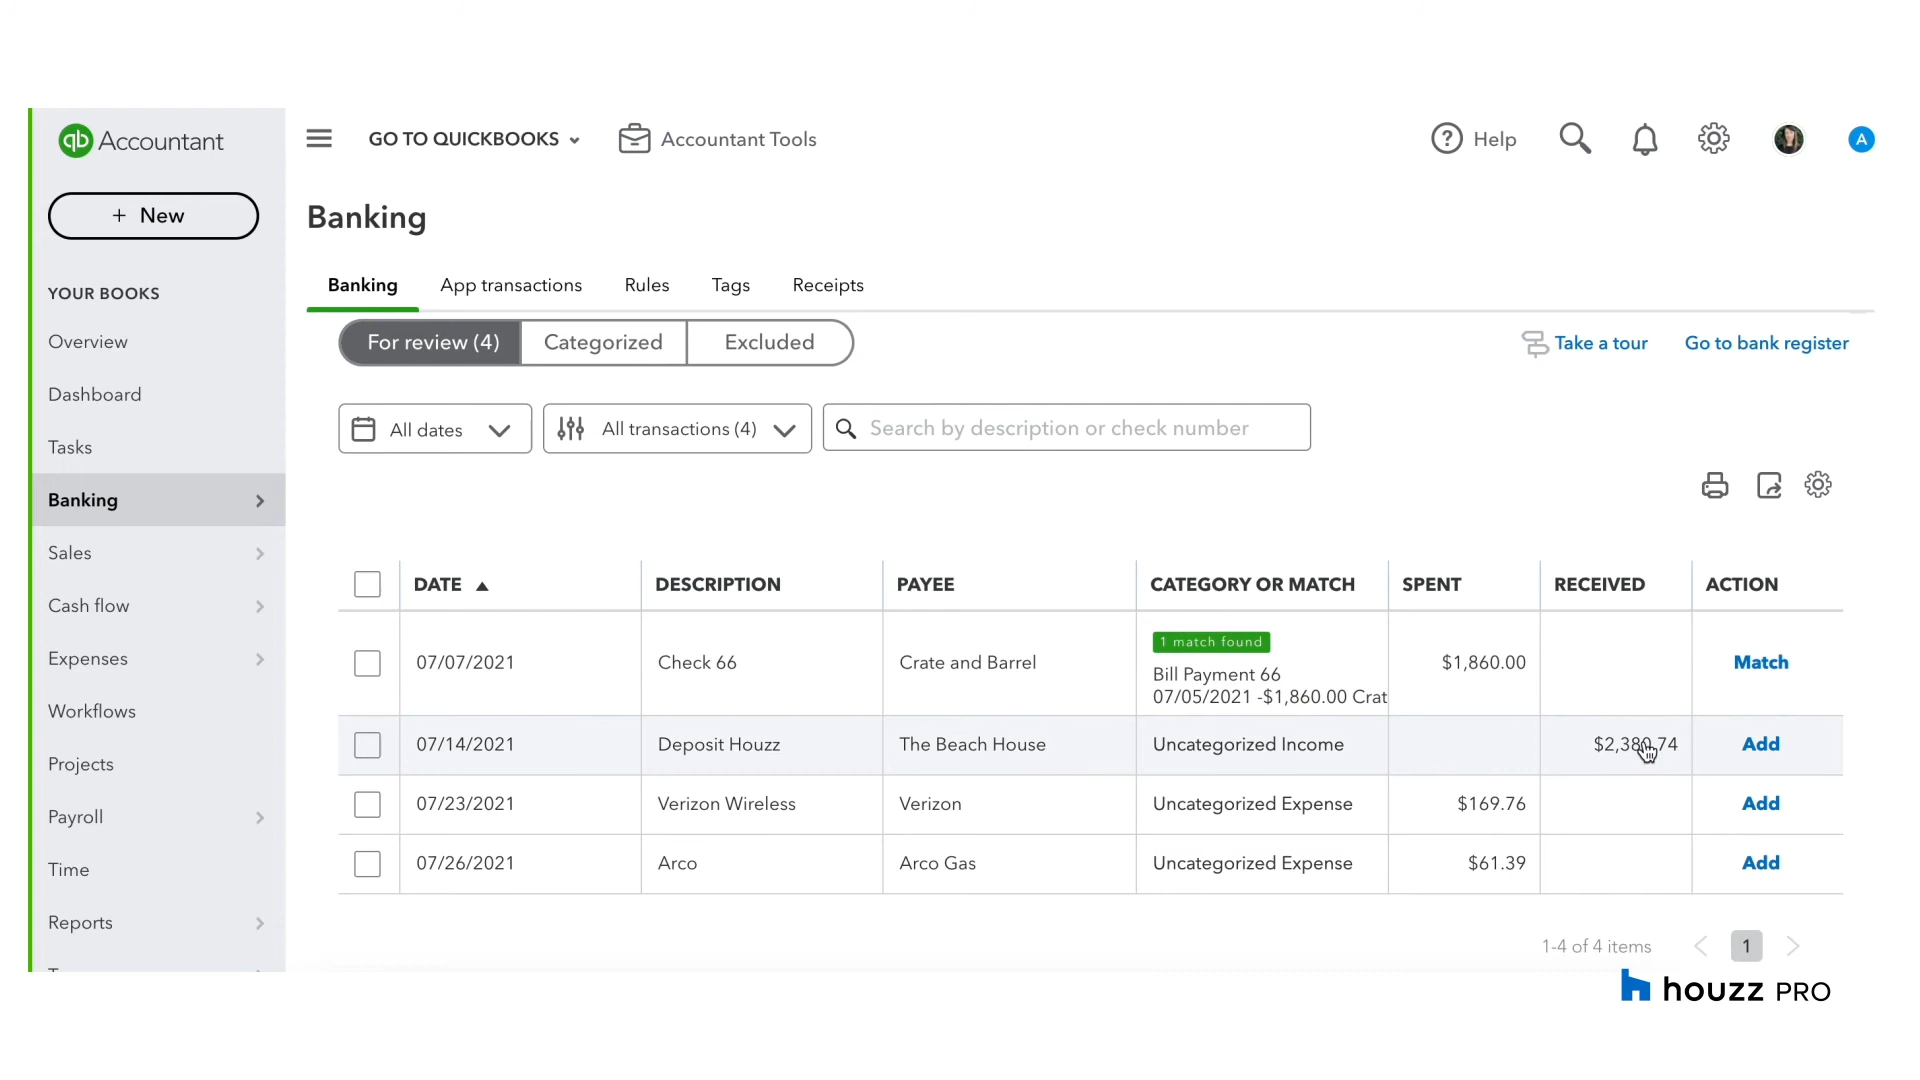 qb Accountant
GO TO QUICKBOOKS
Accountant Tools
Help
A
+ New
Banking
Banking App transactions Rules Tags Receipts
YOUR BOOKS
Overview
Dashboard
Tasks
Banking
Sales
Cash flow
Expenses
Workflows
Projects
Payroll
Time
Reports
For review (4) Categorized Excluded
Take a tour Go to bank register
All dates All transactions (4) Search by description or check number
DATE DESCRIPTION PAYEE CATEGORY OR MATCH SPENT RECEIVED ACTION
1 match found
07/07/2021 Check 66 Crate and Barrel Bill Payment 66 $1,860.00 Match
07/05/2021 -$1,860.00 Crat
07/14/2021 Deposit Houzz The Beach House Uncategorized Income $2,380.74 Add
07/23/2021 Verizon Wireless Verizon Uncategorized Expense $169.76 Add
07/26/2021 Arco Arco Gas Uncategorized Expense $61.39 Add
1-4 of 4 items 1
houzz PRO